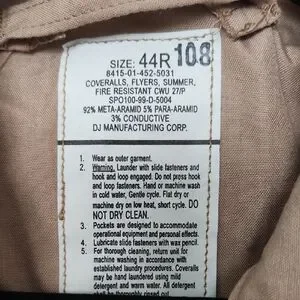 SIZE: 44R 108
8415-01-452-5031
COVERALLS, FLYERS, SUMMER,
FIRE RESISTANT CWU 27/P
SPO100-99-D-5004
92% META-ARAMID 5% PARA-ARAMID
3% CONDUCTIVE
DJ MANUFACTURING CORP.
1. Wear as outer garment.
2. Warning. Launder with slide fasteners and
hook and loop engaged. Do not press hook
and loop fasteners. Hand or machine wash
in cold water, Gentle cycle. Flat dry or
machine dry on low heat, short cycle. DO
NOT DRY CLEAN.
3. Pockets are designed to accommodate
operational equipment and personal effects.
4. Lubricate slide fasteners with wax pencil.
5. For thorough cleaning, return unit for
machine washing in accordance with
established laundry procedures. Coveralls
may be hand laundered using mild
detergent and warm water. All detergent
shall be thoroughly rinsed out